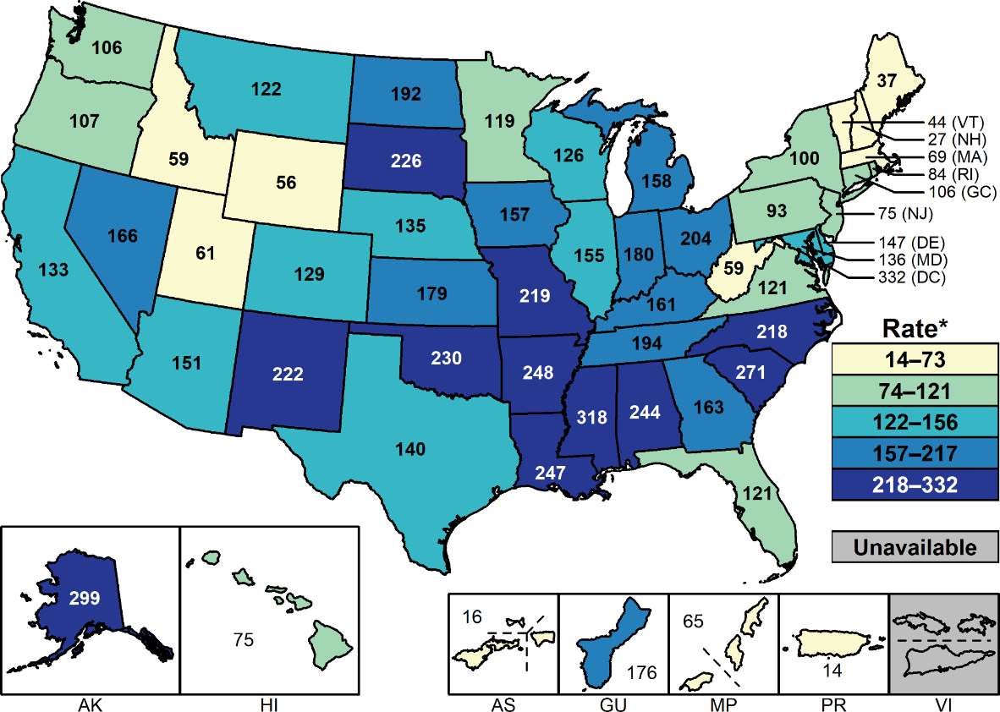 106
122
192
119
37
107
59
56
226
126
158
100
44 (VT)
27 (NH)
69 (MA)
84 (RI)
106 (GC)
93
75 (NJ)
133
166
61
129
135
157
155
180
204
59
121
147 (DE)
136 (MD)
332 (DC)
179
219
161
151
222
230
248
194
218
271
318
244
163
140
247
121
Rate*
14–73
74–121
122–156
157–217
218–332
Unavailable
299
75
16
176
65
14
AK
HI
AS
GU
MP
PR
VI